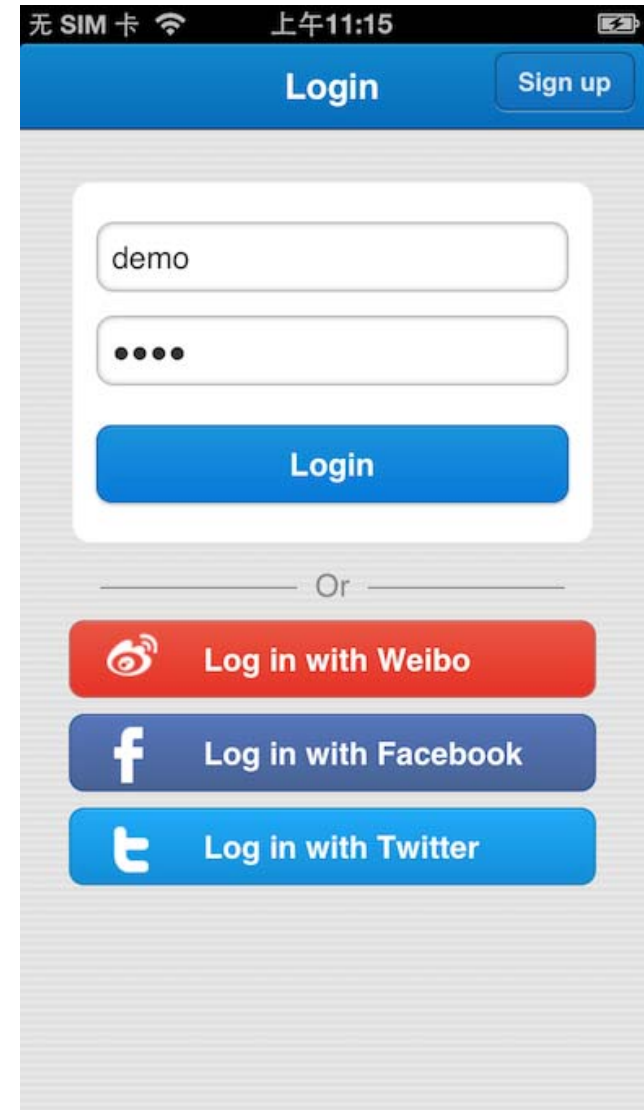 无 SIM 卡 上午11:15
Login Sign up
demo
••••
Login
Or
Log in with Weibo
Log in with Facebook
Log in with Twitter